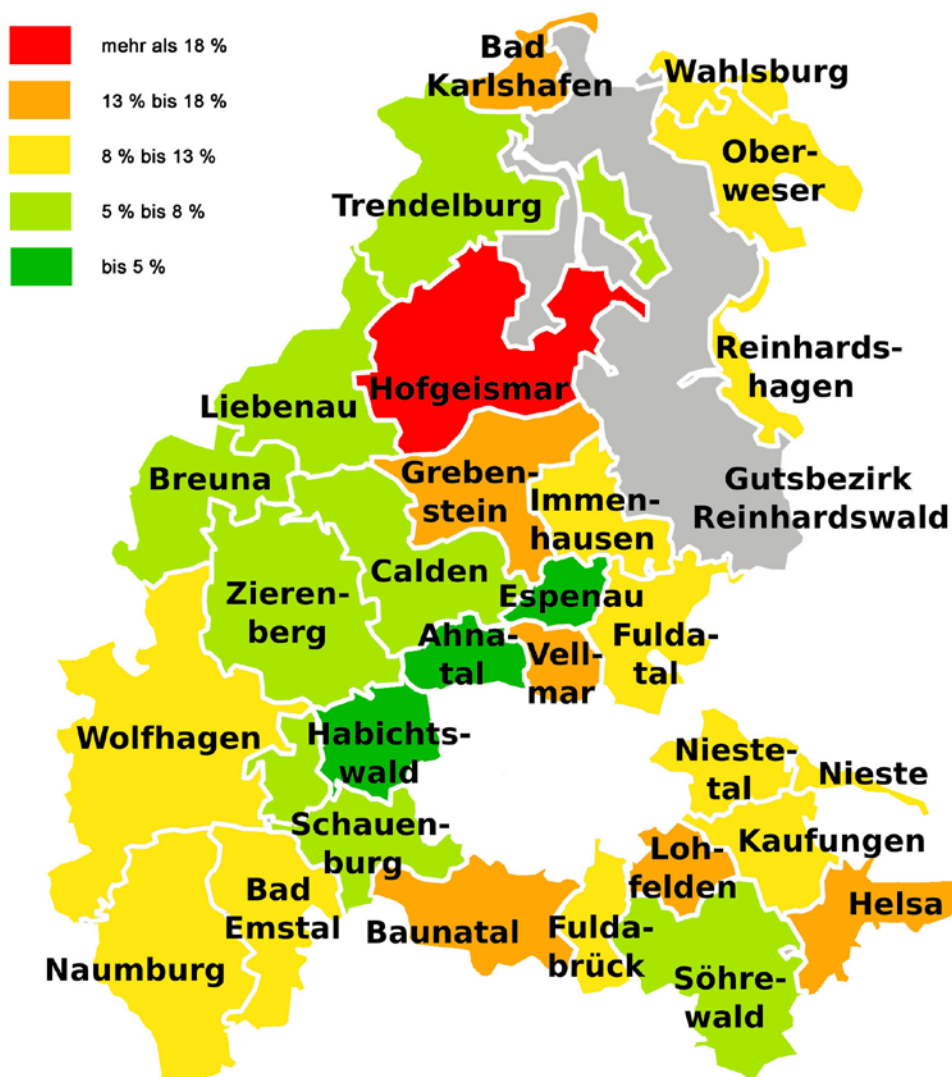 mehr als 18 %
13 % bis 18 %
8 % bis 13 %
5 % bis 8 %
bis 5 %
Bad
Karlshafen
Wahlsburg
Ober-
weser
Trendelburg
Reinhards-
hagen
Hofgeismar
Liebenau
Breuna
Greben-
stein
Immen-
hausen
Gutsbezirk
Reinhardswald
Zieren-
berg
Calden
Espenau
Ahna-
tal
Vell-
mar
Fulda-
tal
Wolfhagen
Habichts-
wald
Nieste-
tal
Nieste
Schauen-
burg
Kaufungen
Loh-
felden
Bad
Emstal
Helsa
Baunatal
Fulda-
brück
Naumburg
Söhre-
wald